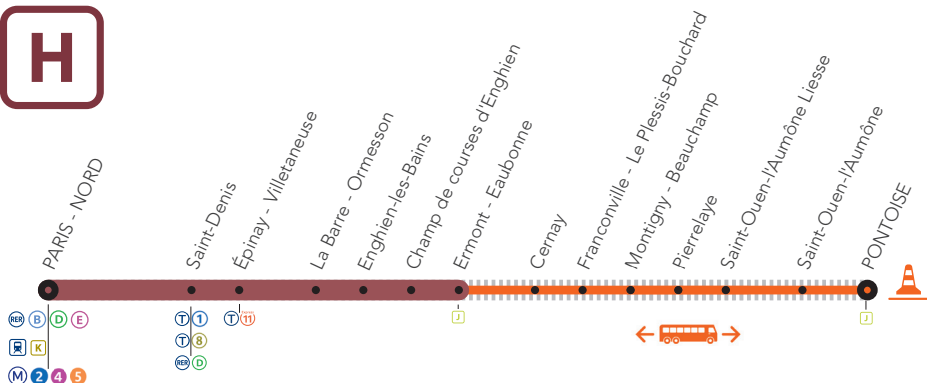 H
PARIS - NORD
Saint-Denis
Épinay - Villetaneuse
La Barre - Ormesson
Enghien-les-Bains
Champ de courses d'Enghien
Ermont - Eaubonne
Cernay
Franconville - Le Plessis-Bouchard
Montigny - Beauchamp
Pierrelaye
Saint-Ouen-l'Aumône Liesse
Saint-Ouen-l'Aumône
PONTOISE
RER B D E
K
M 2 4 5
T 1
T 8
RER D
T 11
J
J